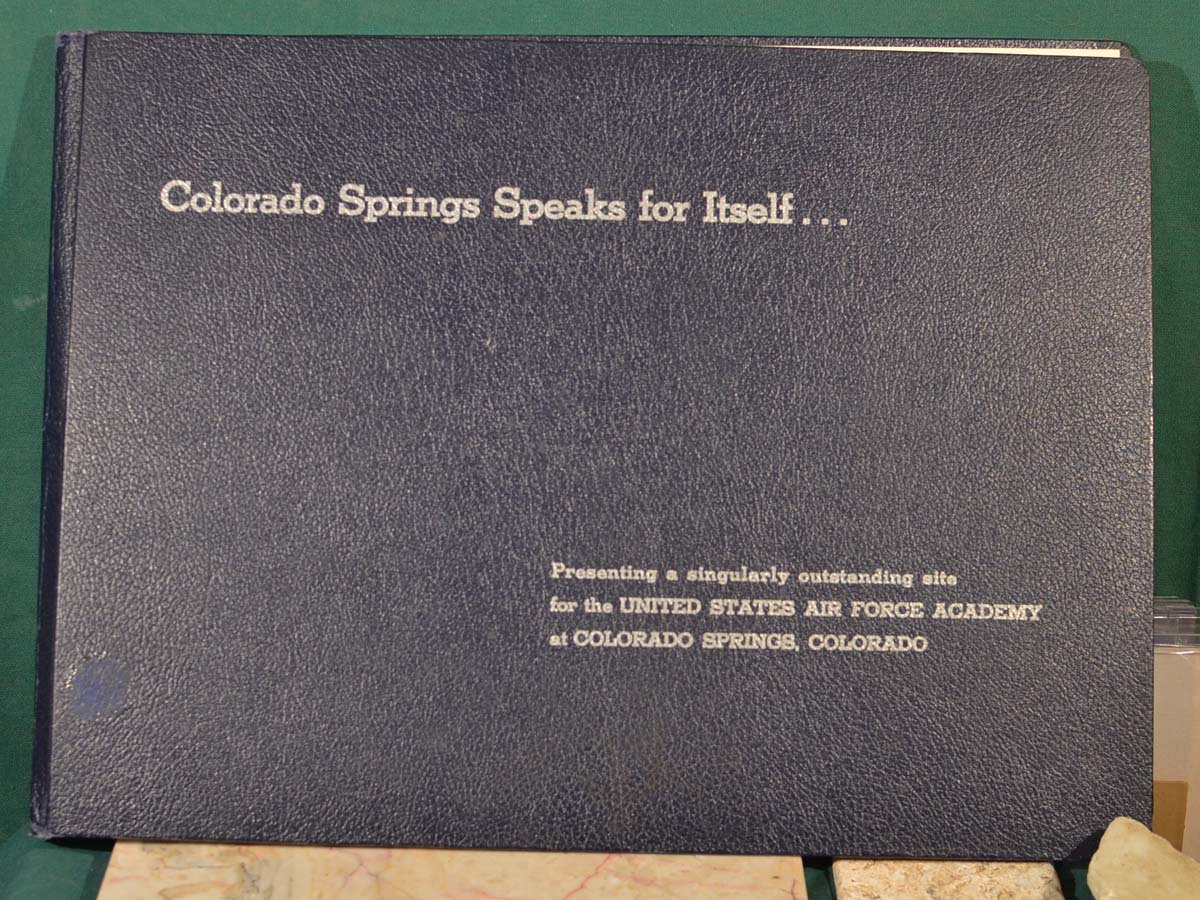 Colorado Springs Speaks for Itself...
Presenting a singularly outstanding site
for the UNITED STATES AIR FORCE ACADEMY
at COLORADO SPRINGS, COLORADO